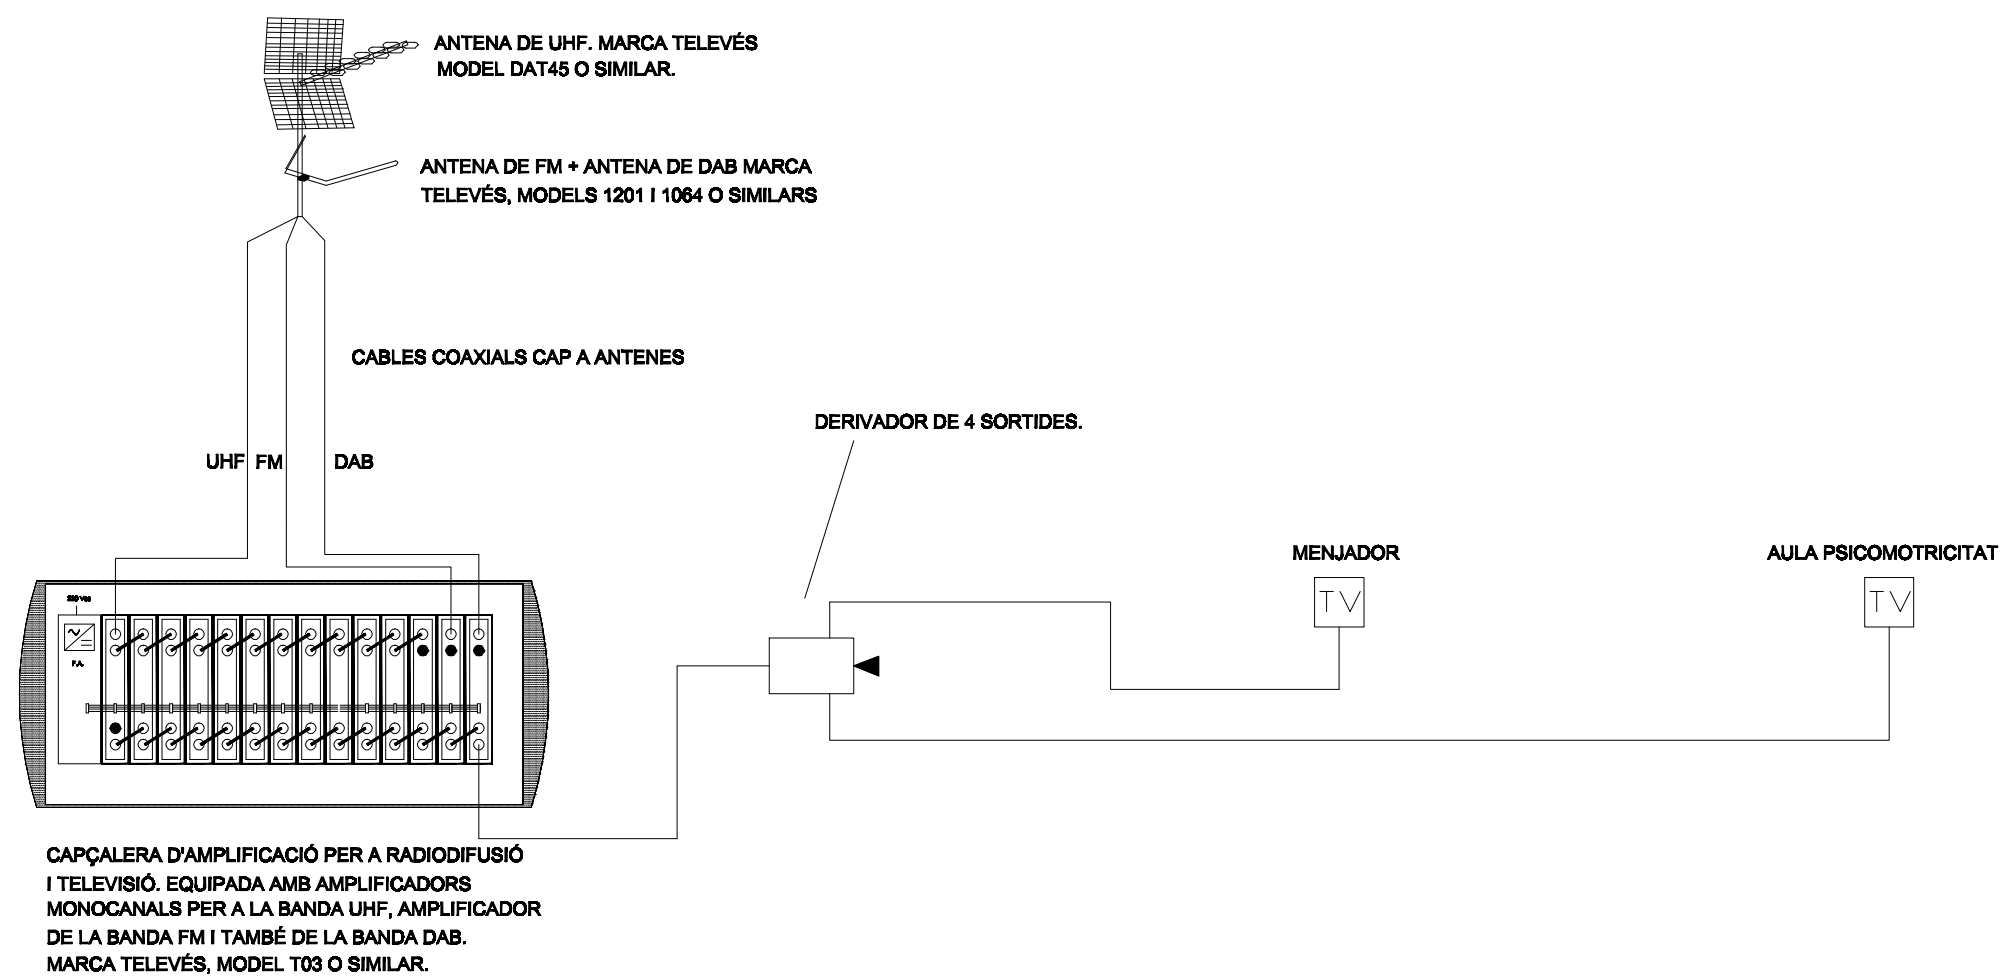 ANTENA DE UHF. MARCA TELEVÉS
MODEL DAT45 O SIMILAR.
ANTENA DE FM + ANTENA DE DAB MARCA
TELEVÉS, MODELS 1201 I 1064 O SIMILARS
CABLES COAXIALS CAP A ANTENES
DERIVADOR DE 4 SORTIDES.
UHF FM DAB
MENJADOR
AULA PSICOMOTRICITAT
TV
TV
F.A.
CAPÇALERA D'AMPLIFICACIÓ PER A RADIODIFUSIÓ
I TELEVISIÓ. EQUIPADA AMB AMPLIFICADORS
MONOCANALS PER A LA BANDA UHF, AMPLIFICADOR
DE LA BANDA FM I TAMBÉ DE LA BANDA DAB.
MARCA TELEVÉS, MODEL T03 O SIMILAR.